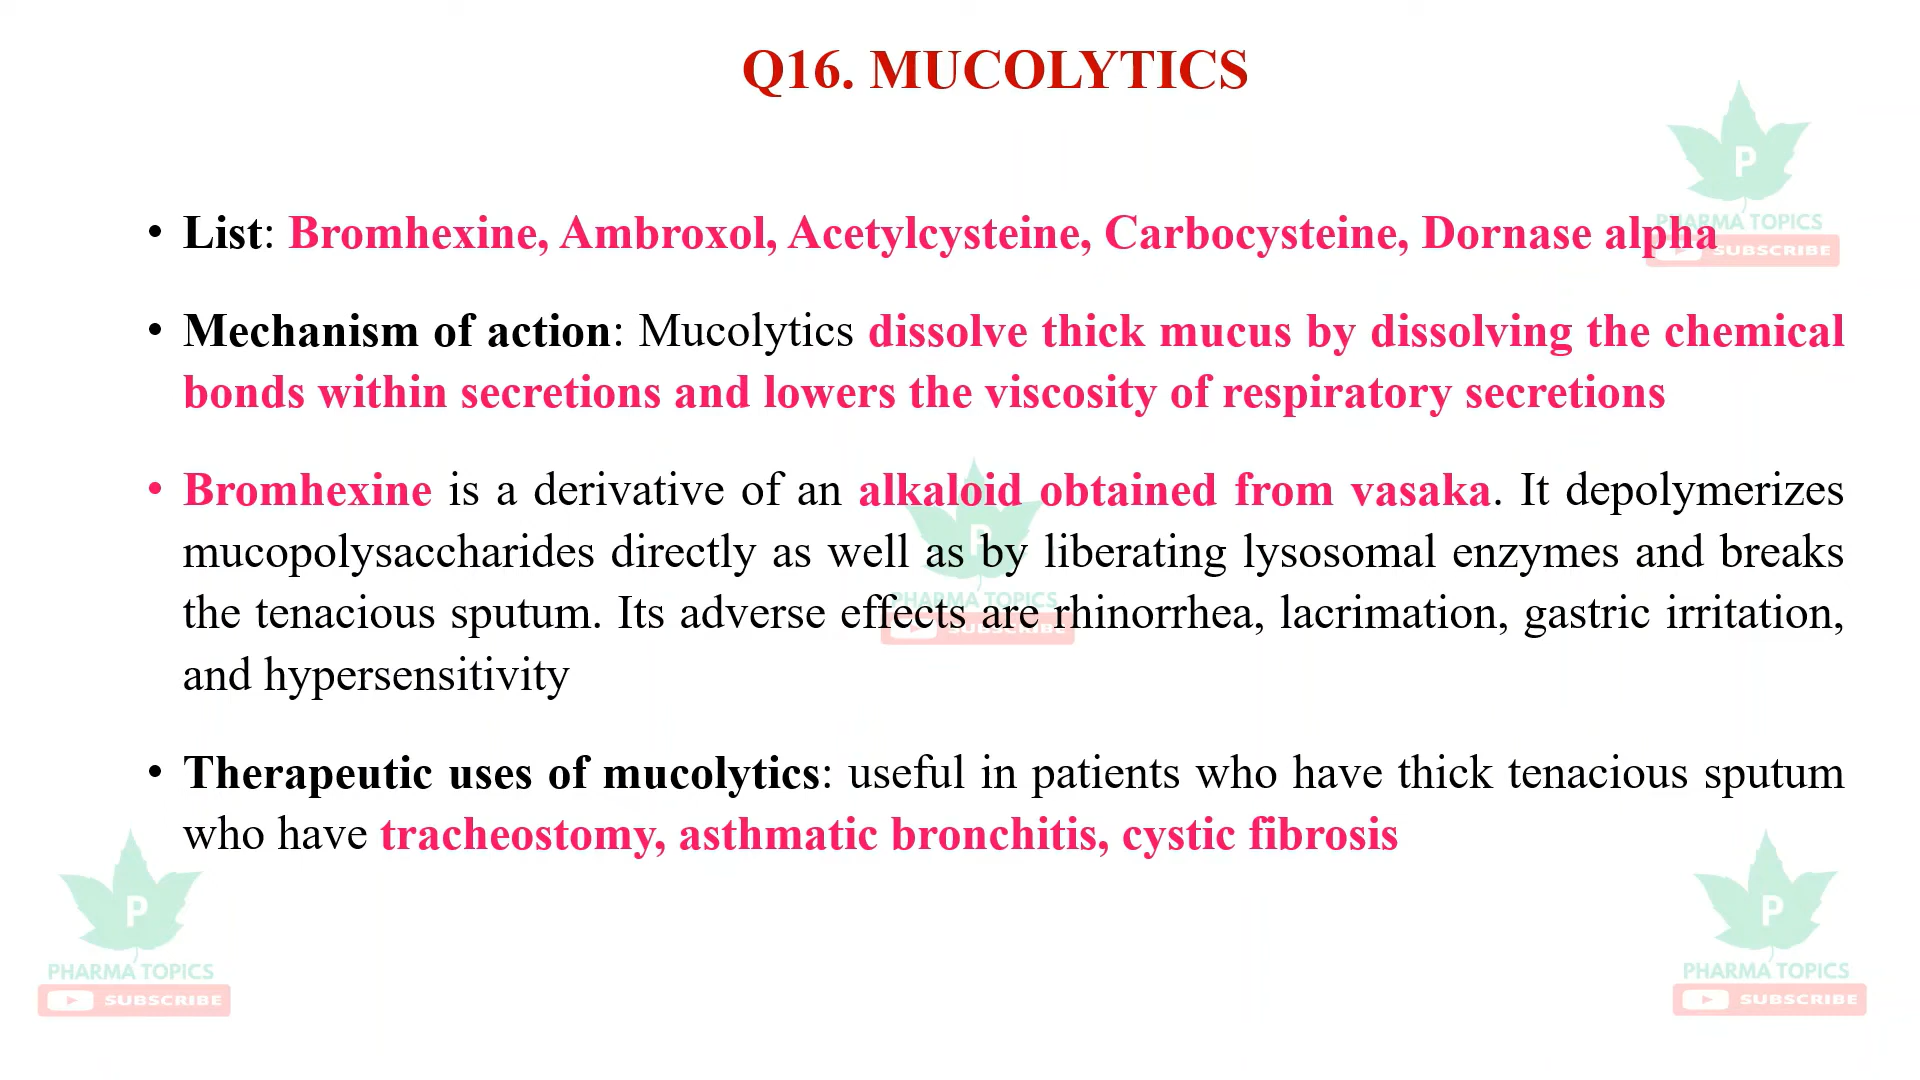 Q16. MUCOLYTICS
P
PHARMA TOPICS
SUBSCRIBE
• List: Bromhexine, Ambroxol, Acetylcysteine, Carbocysteine, Dornase alpha
• Mechanism of action: Mucolytics dissolve thick mucus by dissolving the chemical
bonds within secretions and lowers the viscosity of respiratory secretions
• Bromhexine is a derivative of an alkaloid obtained from vasaka. It depolymerizes
mucopolysaccharides directly as well as by liberating lysosomal enzymes and breaks
the tenacious sputum. Its adverse effects are rhinorrhea, lacrimation, gastric irritation,
and hypersensitivity
P
PHARMA TOPICS
SUBSCRIBE
• Therapeutic uses of mucolytics: useful in patients who have thick tenacious sputum
who have tracheostomy, asthmatic bronchitis, cystic fibrosis
P
PHARMA TOPICS
SUBSCRIBE
P
PHARMA TOPICS
SUBSCRIBE